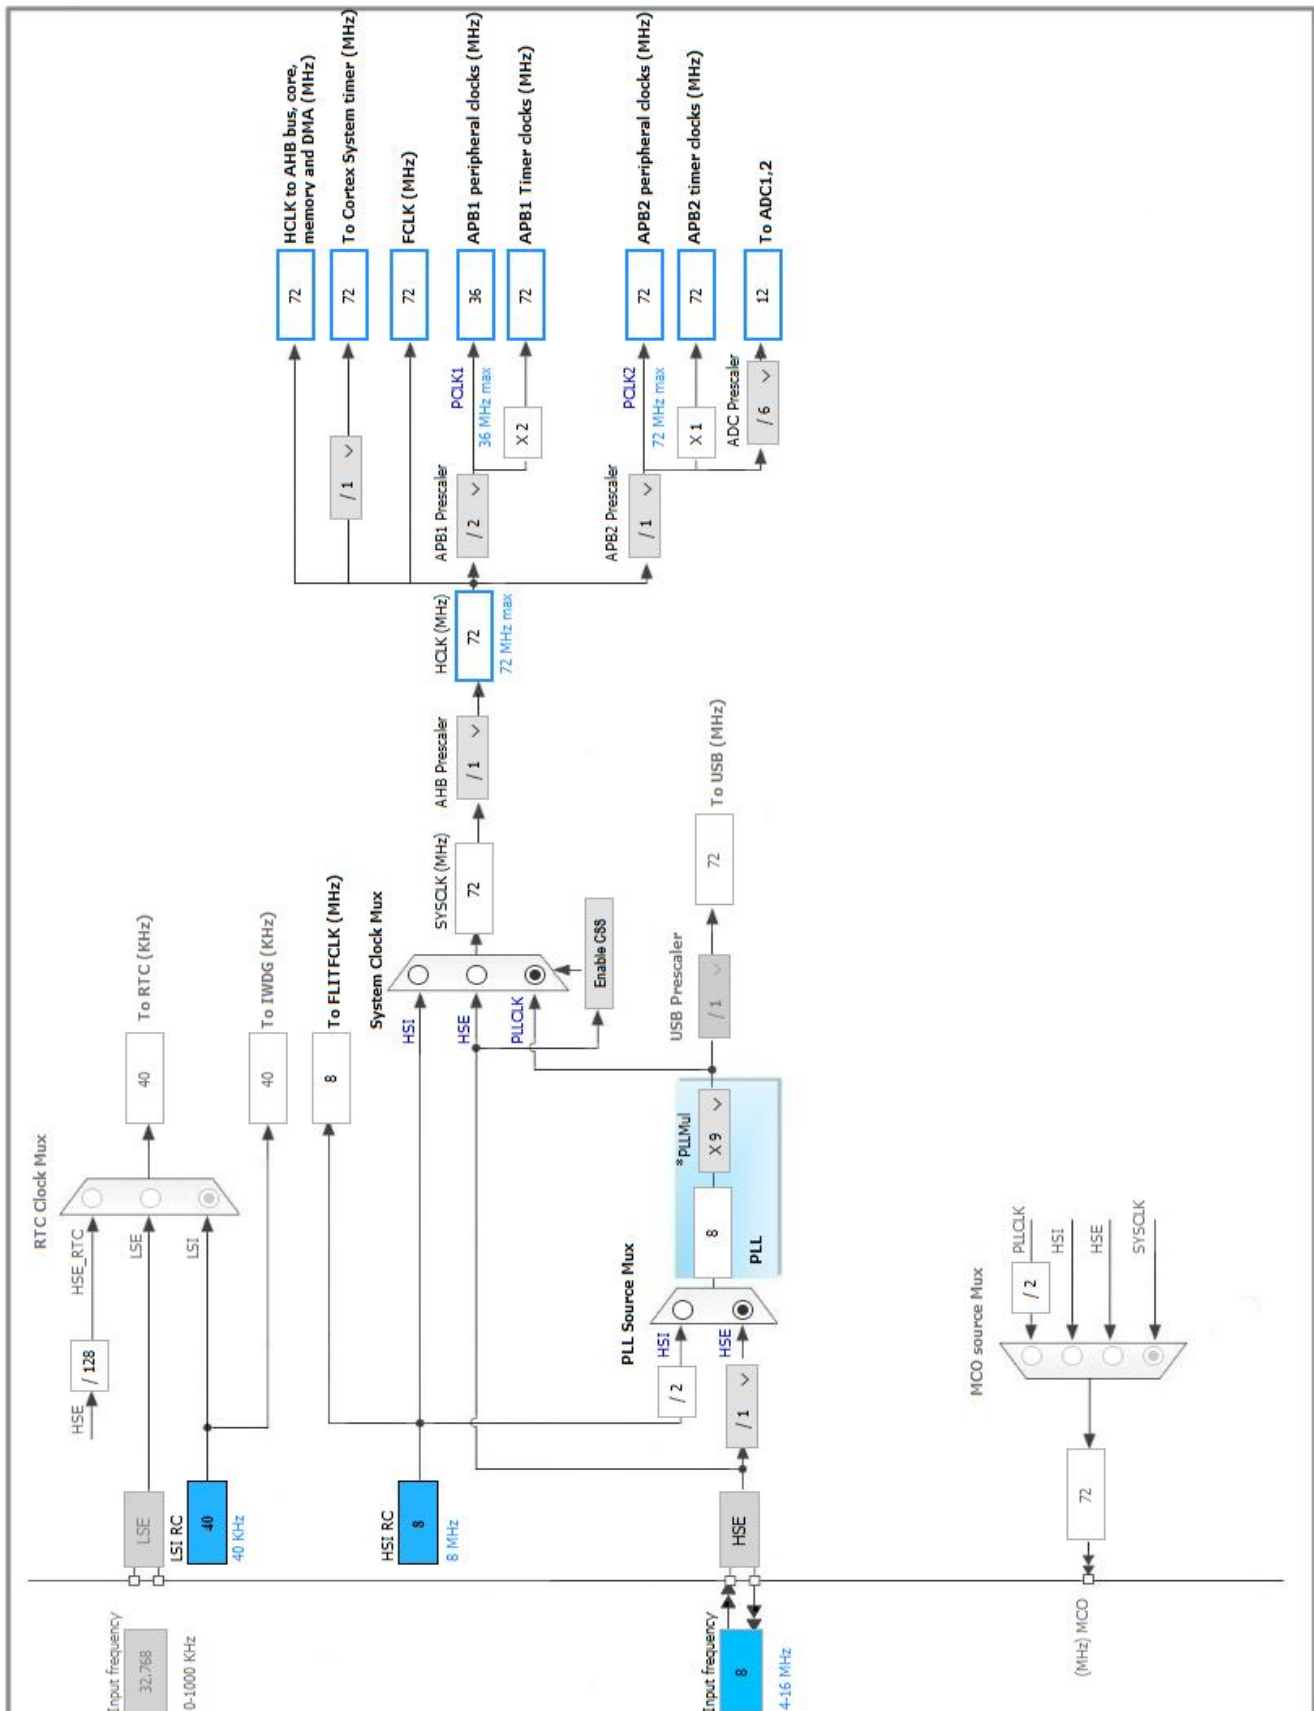 RTC Clock Mux
HSE
/ 128
HSE_RTC
Input frequency
32.768
0-1000 KHz
LSE
LSE
40
To RTC (KHz)
LSI RC
40
40 KHz
LSI
40
To IWDG (KHz)
8
To FLITFCLK (MHz)
HSI RC
8
8 MHz
System Clock Mux
HSI
HSE
PLLCLK
Enable CSS
SYSCLK (MHz)
72
AHB Prescaler
/ 1
HCLK (MHz)
72
72 MHz max
72
HCLK to AHB bus, core,
memory and DMA (MHz)
/ 1
72
To Cortex System timer (MHz)
72
FCLK (MHz)
APB1 Prescaler
/ 2
PCLK1
36 MHz max
36
APB1 peripheral clocks (MHz)
X 2
72
APB1 Timer clocks (MHz)
APB2 Prescaler
/ 1
PCLK2
72 MHz max
72
APB2 peripheral clocks (MHz)
X 1
72
APB2 timer clocks (MHz)
ADC Prescaler
/ 6
12
To ADC1,2
PLL Source Mux
/ 2
HSI
Input frequency
8
4-16 MHz
HSE
/ 1
HSE
8
*PLLMul
X 9
PLL
USB Prescaler
/ 1
72
To USB (MHz)
MCO source Mux
/ 2
PLLCLK
HSI
HSE
SYSCLK
(MHz) MCO
72